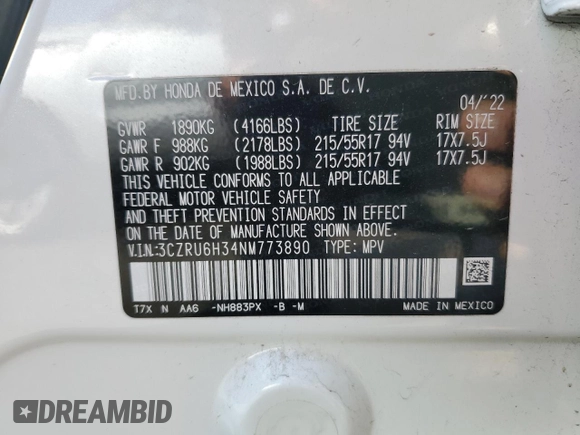 MFD.BY HONDA DE MEXICO S.A. DE C.V.
04/'22
GVWR 1890KG (4166LBS) TIRE SIZE RIM SIZE
GAWR F 988KG (2178LBS) 215/55R17 94V 17X7.5J
GAWR R 902KG (1988LBS) 215/55R17 94V 17X7.5J
THIS VEHICLE CONFORMS TO ALL APPLICABLE
FEDERAL MOTOR VEHICLE SAFETY
AND THEFT PREVENTION STANDARDS IN EFFECT
ON THE DATE OF MANUFACTURE SHOWN ABOVE.
V.I.N.:3CZRU6H34NM773890 TYPE: MPV
T7X N AA6 -NH883PX -B -M MADE IN MEXICO
DREAMBID